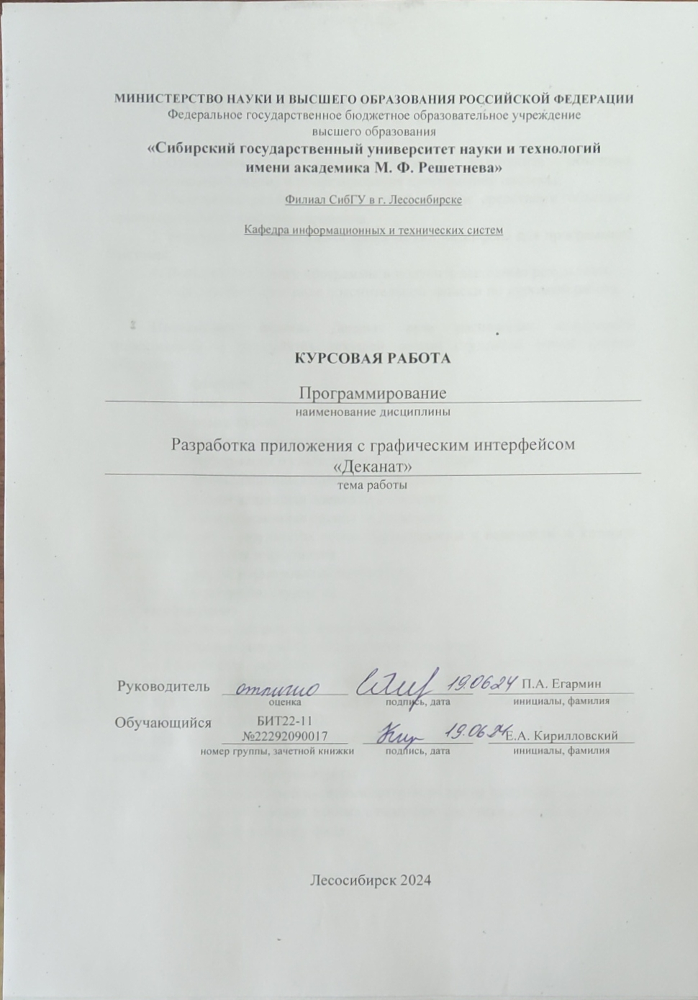 МИНИСТЕРСТВО НАУКИ И ВЫСШЕГО ОБРАЗОВАНИЯ РОССИЙСКОЙ ФЕДЕРАЦИИ
Федеральное государственное бюджетное образовательное учреждение
высшего образования
«Сибирский государственный университет науки и технологий
имени академика М. Ф. Решетнева»
Филиал СибГУ в г. Лесосибирске
Кафедра информационных и технических систем
КУРСОВАЯ РАБОТА
Программирование
наименование дисциплины
Разработка приложения с графическим интерфейсом
«Деканат»
тема работы
Руководитель отлично 19.06.24 П.А. Егармин
оценка подпись, дата инициалы, фамилия
Обучающийся БИТ22-11
№22292090017 19.06.24 Е.А. Кирилловский
номер группы, зачетной книжки подпись, дата инициалы, фамилия
Лесосибирск 2024